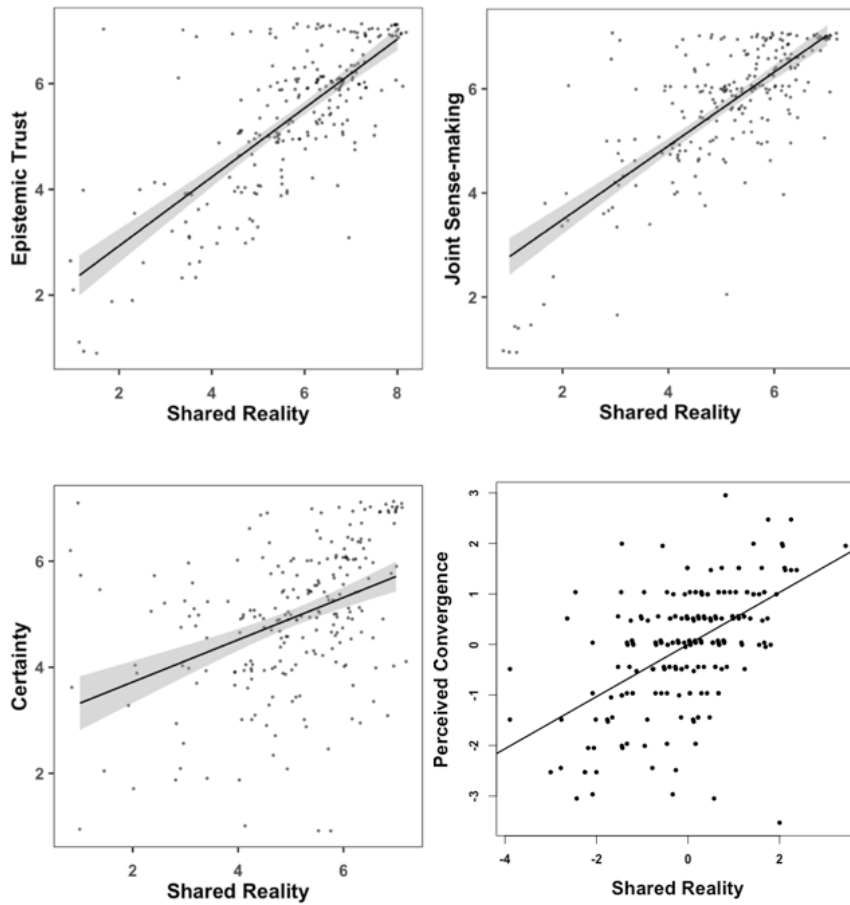 Epistemic Trust
6
4
2
2 4 6 8
Shared Reality
Joint Sense-making
6
4
2
2 4 6
Shared Reality
Certainty
6
4
2
2 4 6
Shared Reality
Perceived Convergence
3
2
1
0
-1
-2
-3
-4 -2 0 2
Shared Reality